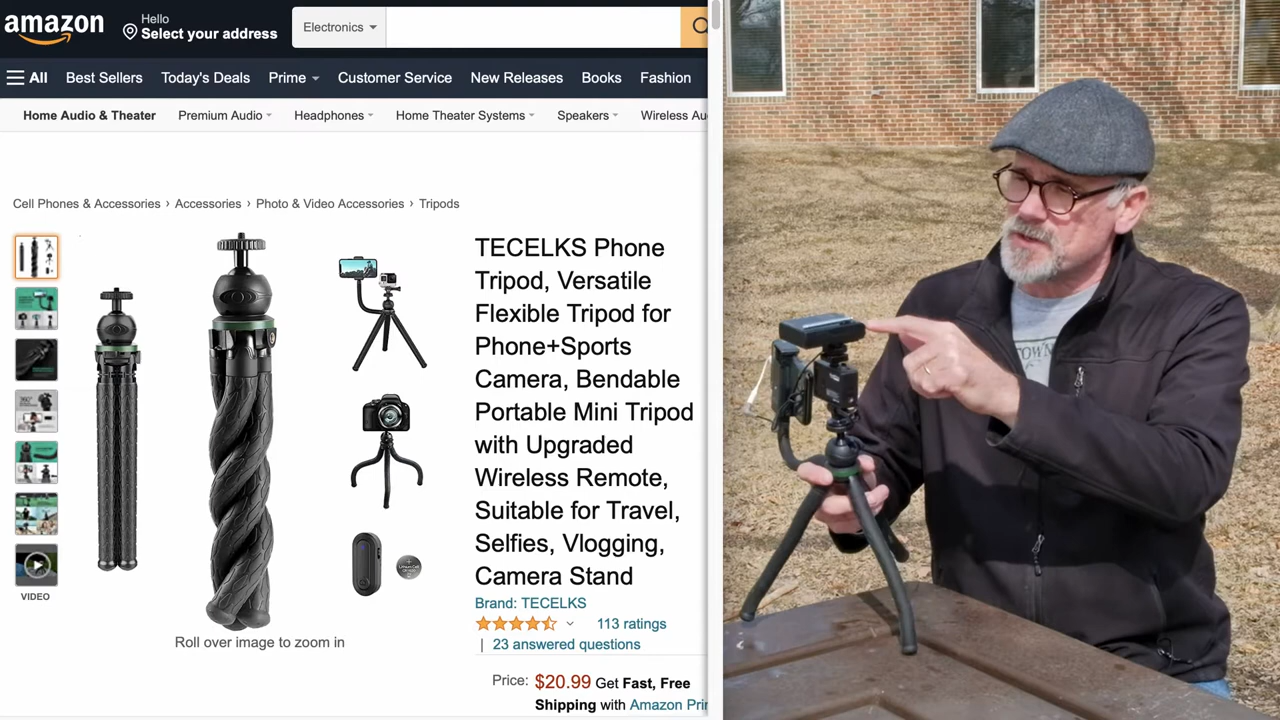 amazon
Hello
Select your address
Electronics
All
Best Sellers
Today's Deals
Prime
Customer Service
New Releases
Books
Fashion
Home Audio & Theater
Premium Audio
Headphones
Home Theater Systems
Speakers
Wireless Au
Cell Phones & Accessories › Accessories › Photo & Video Accessories › Tripods
TECELKS Phone
Tripod, Versatile
Flexible Tripod for
Phone+Sports
Camera, Bendable
Portable Mini Tripod
with Upgraded
Wireless Remote,
Suitable for Travel,
Selfies, Vlogging,
Camera Stand
Brand: TECELKS
113 ratings
| 23 answered questions
Price: $20.99 Get Fast, Free
Shipping with Amazon Pri
VIDEO
Roll over image to zoom in
360°
TOWN